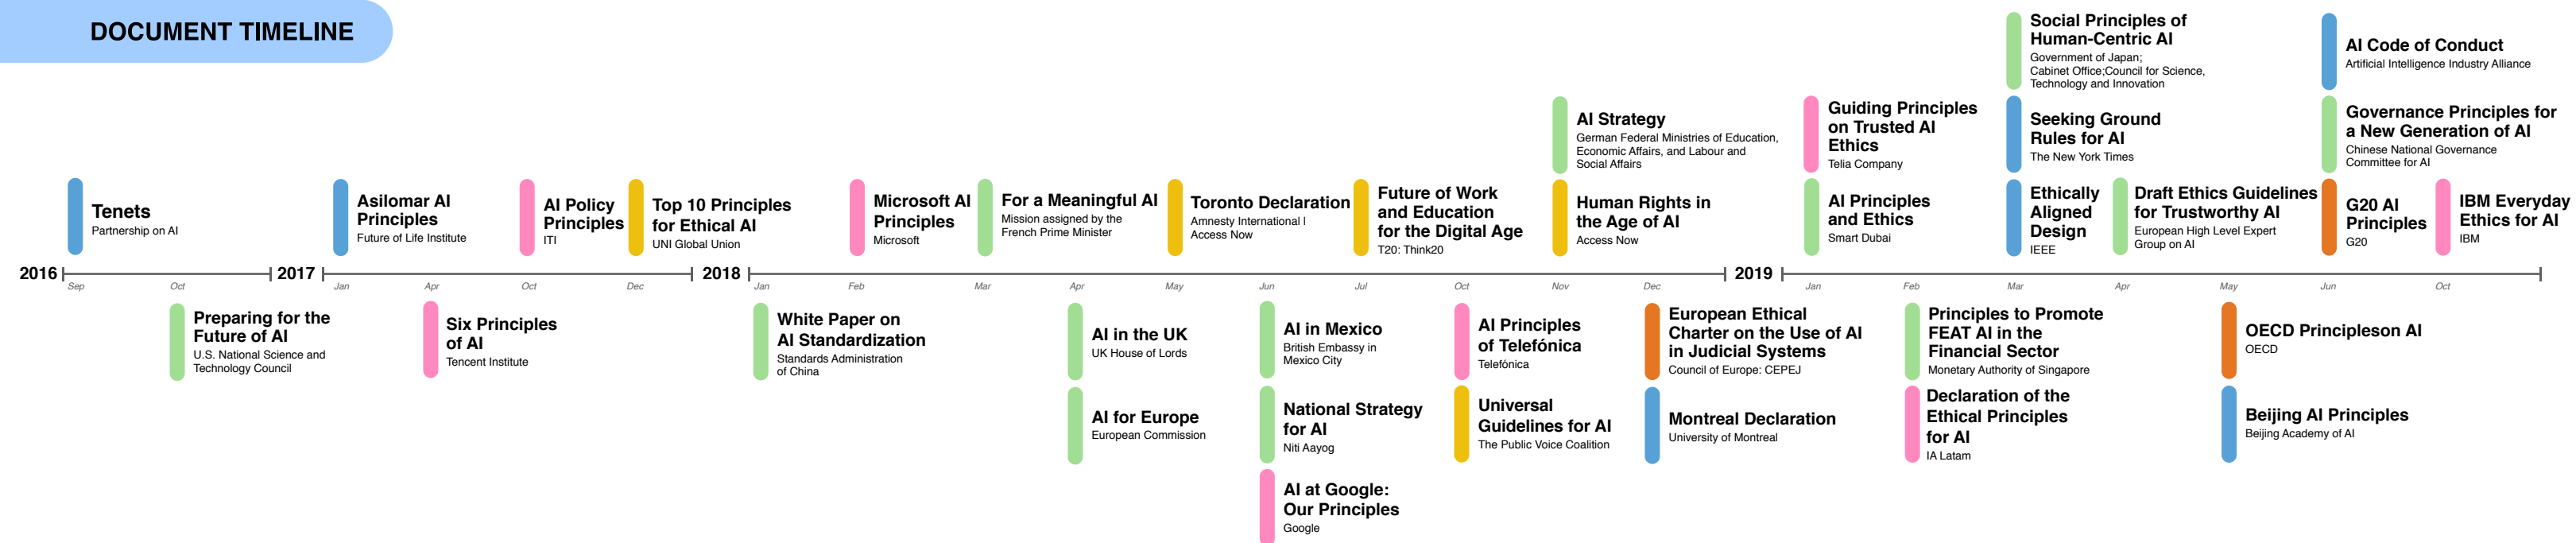 DOCUMENT TIMELINE
Social Principles of
Human-Centric AI
Government of Japan;
Cabinet Office;Council for Science,
Technology and Innovation
AI Code of Conduct
Artificial Intelligence Industry Alliance
AI Strategy
German Federal Ministries of Education,
Economic Affairs, and Labour and
Social Affairs
Guiding Principles
on Trusted AI
Ethics
Telia Company
Seeking Ground
Rules for AI
The New York Times
Governance Principles for
a New Generation of AI
Chinese National Governance
Committee for AI
Tenets
Partnership on AI
Asilomar AI
Principles
Future of Life Institute
AI Policy
Principles
ITI
Top 10 Principles
for Ethical AI
UNI Global Union
Microsoft AI
Principles
Microsoft
For a Meaningful AI
Mission assigned by the
French Prime Minister
Toronto Declaration
Amnesty International |
Access Now
Future of Work
and Education
for the Digital Age
T20: Think20
Human Rights in
the Age of AI
Access Now
AI Principles
and Ethics
Smart Dubai
Ethically
Aligned
Design
IEEE
Draft Ethics Guidelines
for Trustworthy AI
European High Level Expert
Group on AI
G20 AI
Principles
G20
IBM Everyday
Ethics for AI
IBM
2016 2017 2018 2019
Sep Oct Jan Apr Oct Dec Jan Feb Mar Apr May Jun Jul Oct Nov Dec Jan Feb Mar Apr May Jun Oct
Preparing for the
Future of AI
U.S. National Science and
Technology Council
Six Principles
of AI
Tencent Institute
White Paper on
AI Standardization
Standards Administration
of China
AI in the UK
UK House of Lords
AI in Mexico
British Embassy in
Mexico City
AI Principles
of Telefónica
Telefónica
European Ethical
Charter on the Use of AI
in Judicial Systems
Council of Europe: CEPEJ
Principles to Promote
FEAT AI in the
Financial Sector
Monetary Authority of Singapore
OECD Principleson AI
OECD
AI for Europe
European Commission
National Strategy
for AI
Niti Aayog
Universal
Guidelines for AI
The Public Voice Coalition
Montreal Declaration
University of Montreal
Declaration of the
Ethical Principles
for AI
IA Latam
Beijing AI Principles
Beijing Academy of AI
AI at Google:
Our Principles
Google